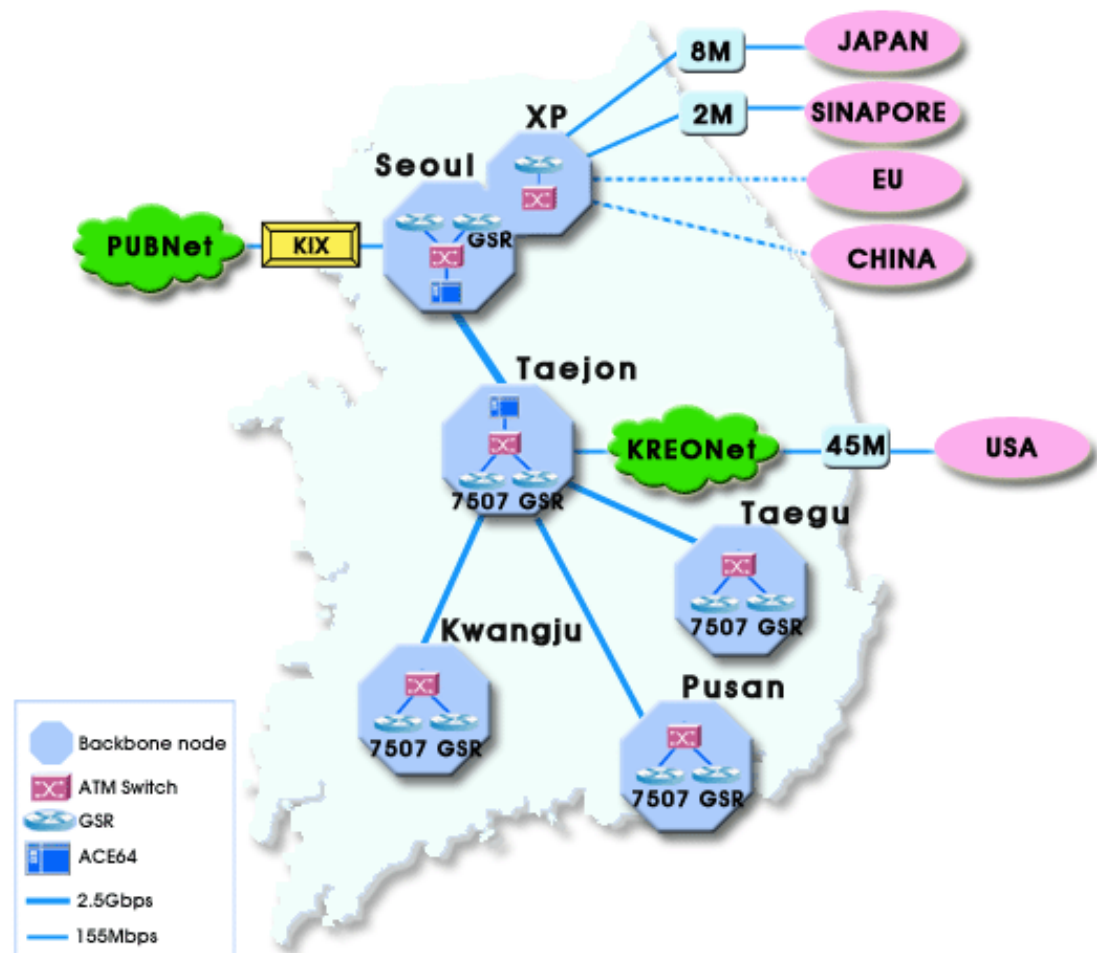 JAPAN
8M
SINAPORE
2M
XP
Seoul
EU
GSR
PUBNet
KIX
CHINA
Taejon
KREONet
45M
USA
7507 GSR
Taegu
7507 GSR
Kwangju
Pusan
7507 GSR
7507 GSR
Backbone node
ATM Switch
GSR
ACE64
2.5Gbps
155Mbps